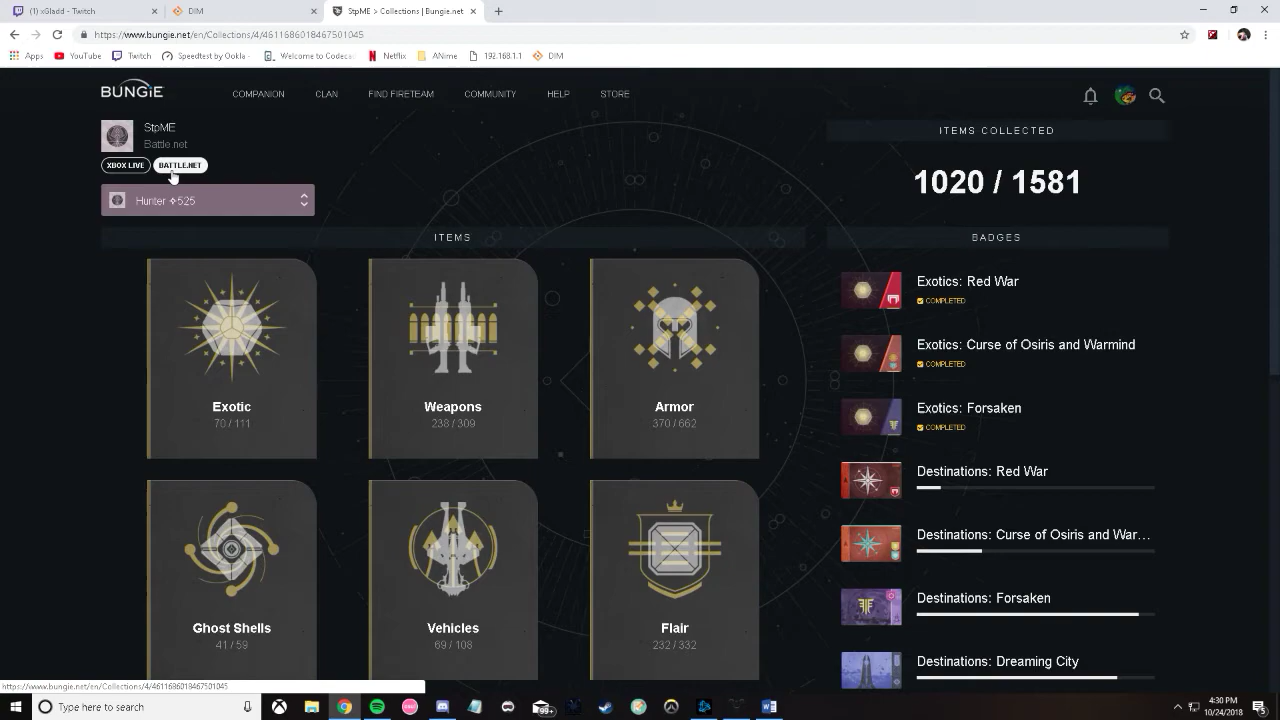 (1) xGladd - Twitch
DIM
StpME > Collections | Bungie.net
https://www.bungie.net/en/Collections/4/4611686018467501045
Apps YouTube Twitch Speedtest by Ookla - Welcome to Codeca Netflix ANime 192.168.1.1 DIM
BUNGIE COMPANION CLAN FIND FIRETEAM COMMUNITY HELP STORE
StpME
Battle.net
XBOX LIVE BATTLE.NET
Hunter ✧525
ITEMS COLLECTED
1020 / 1581
ITEMS
Exotic
70 / 111
Weapons
238 / 309
Armor
370 / 662
Ghost Shells
41 / 59
Vehicles
69 / 108
Flair
232 / 332
BADGES
Exotics: Red War
COMPLETED
Exotics: Curse of Osiris and Warmind
COMPLETED
Exotics: Forsaken
COMPLETED
Destinations: Red War
Destinations: Curse of Osiris and War…
Destinations: Forsaken
Destinations: Dreaming City
https://www.bungie.net/en/Collections/4/4611686018467501045
Type here to search
99+
4:30 PM
10/24/2018